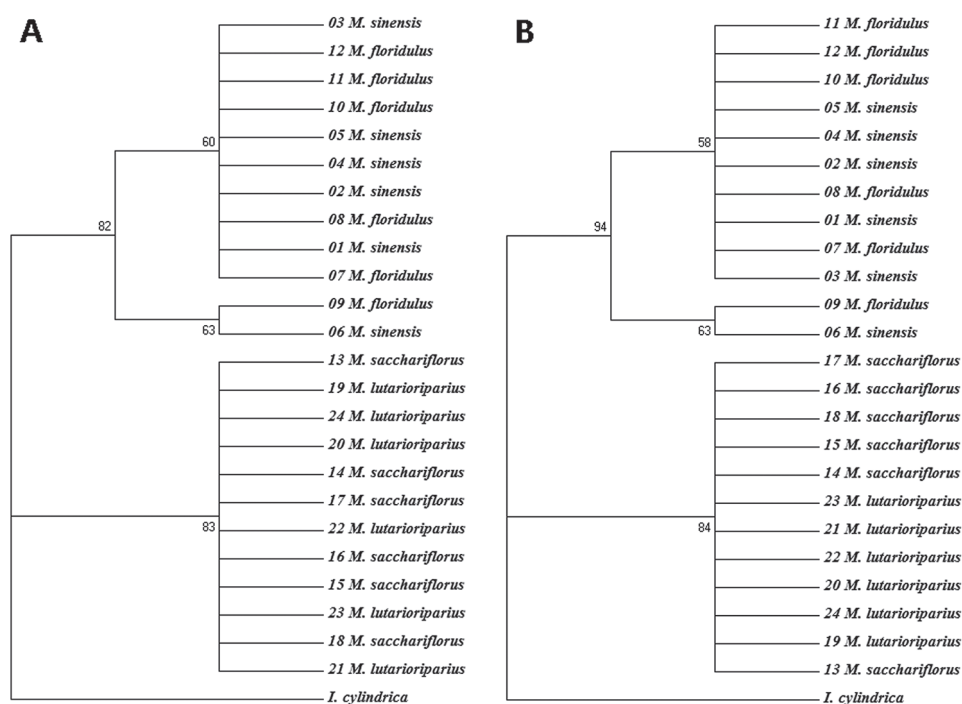 A
03 M. sinensis
12 M. floridulus
11 M. floridulus
10 M. floridulus
05 M. sinensis
60
04 M. sinensis
02 M. sinensis
08 M. floridulus
82
01 M. sinensis
07 M. floridulus
09 M. floridulus
63
06 M. sinensis
13 M. sacchariflorus
19 M. lutarioriparius
24 M. lutarioriparius
20 M. lutarioriparius
14 M. sacchariflorus
17 M. sacchariflorus
83
22 M. lutarioriparius
16 M. sacchariflorus
15 M. sacchariflorus
23 M. lutarioriparius
18 M. sacchariflorus
21 M. lutarioriparius
I. cylindrica
B
11 M. floridulus
12 M. floridulus
10 M. floridulus
05 M. sinensis
58
04 M. sinensis
02 M. sinensis
08 M. floridulus
94
01 M. sinensis
07 M. floridulus
03 M. sinensis
09 M. floridulus
63
06 M. sinensis
17 M. sacchariflorus
16 M. sacchariflorus
18 M. sacchariflorus
15 M. sacchariflorus
14 M. sacchariflorus
23 M. lutarioriparius
84
21 M. lutarioriparius
22 M. lutarioriparius
20 M. lutarioriparius
24 M. lutarioriparius
19 M. lutarioriparius
13 M. sacchariflorus
I. cylindrica